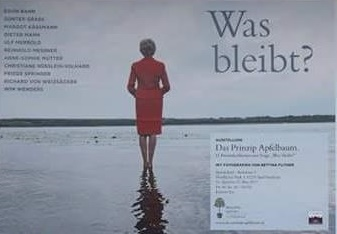 EGON BAHR
GÜNTER GRASS
MARGOT KÄSSMANN
DIETER MANN
ULF MERBOLD
REINHOLD MESSNER
ANNE-SOPHIE MUTTER
CHRISTIANE NÜSSLEIN-VOLHARD
FRIEDE SPRINGER
RICHARD VON WEIZSÄCKER
WIM WENDERS
Was
bleibt?
AUSSTELLUNG
Das Prinzip Apfelbaum.
11 Persönlichkeiten zur Frage „Was bleibt?“
MIT FOTOGRAFIEN VON BETTINA FLITNER